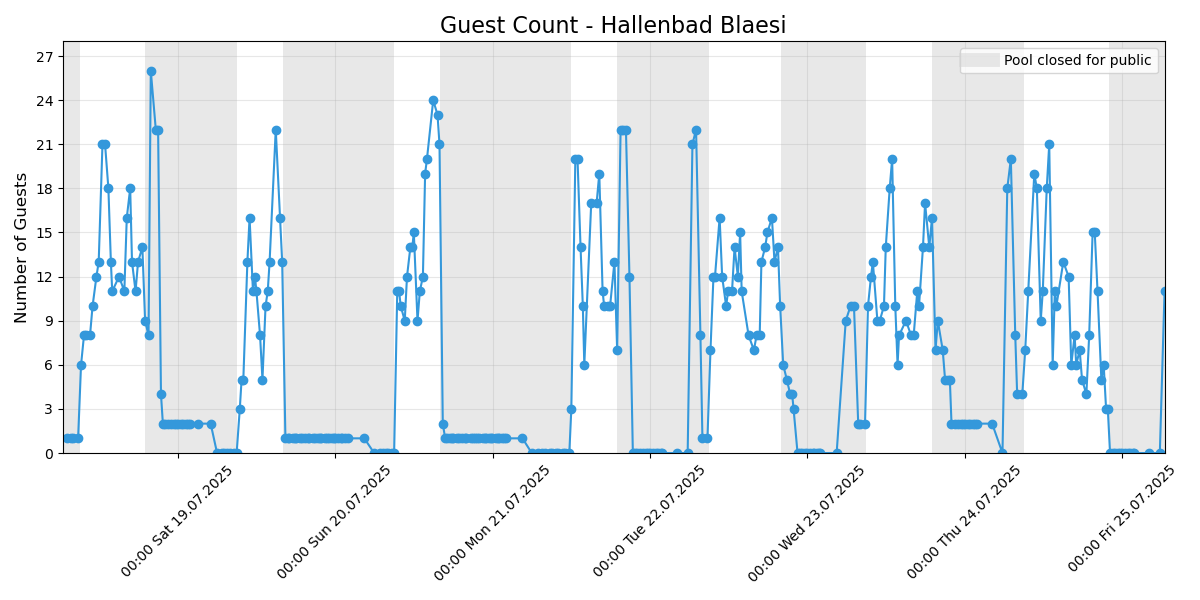 Guest Count - Hallenbad Blaesi
Pool closed for public
Number of Guests
27
24
21
18
15
12
9
6
3
0
00:00 Sat 19.07.2025
00:00 Sun 20.07.2025
00:00 Mon 21.07.2025
00:00 Tue 22.07.2025
00:00 Wed 23.07.2025
00:00 Thu 24.07.2025
00:00 Fri 25.07.2025